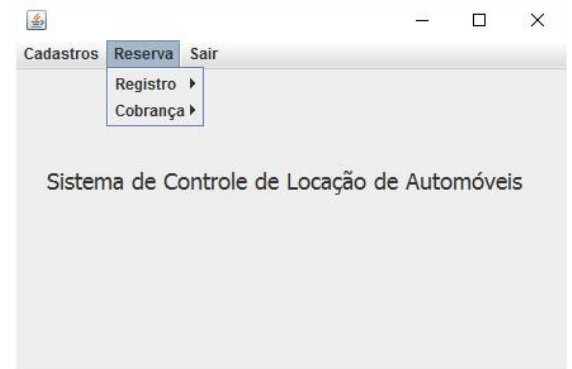 Cadastros Reserva Sair
Registro
Cobrança
Sistema de Controle de Locação de Automóveis